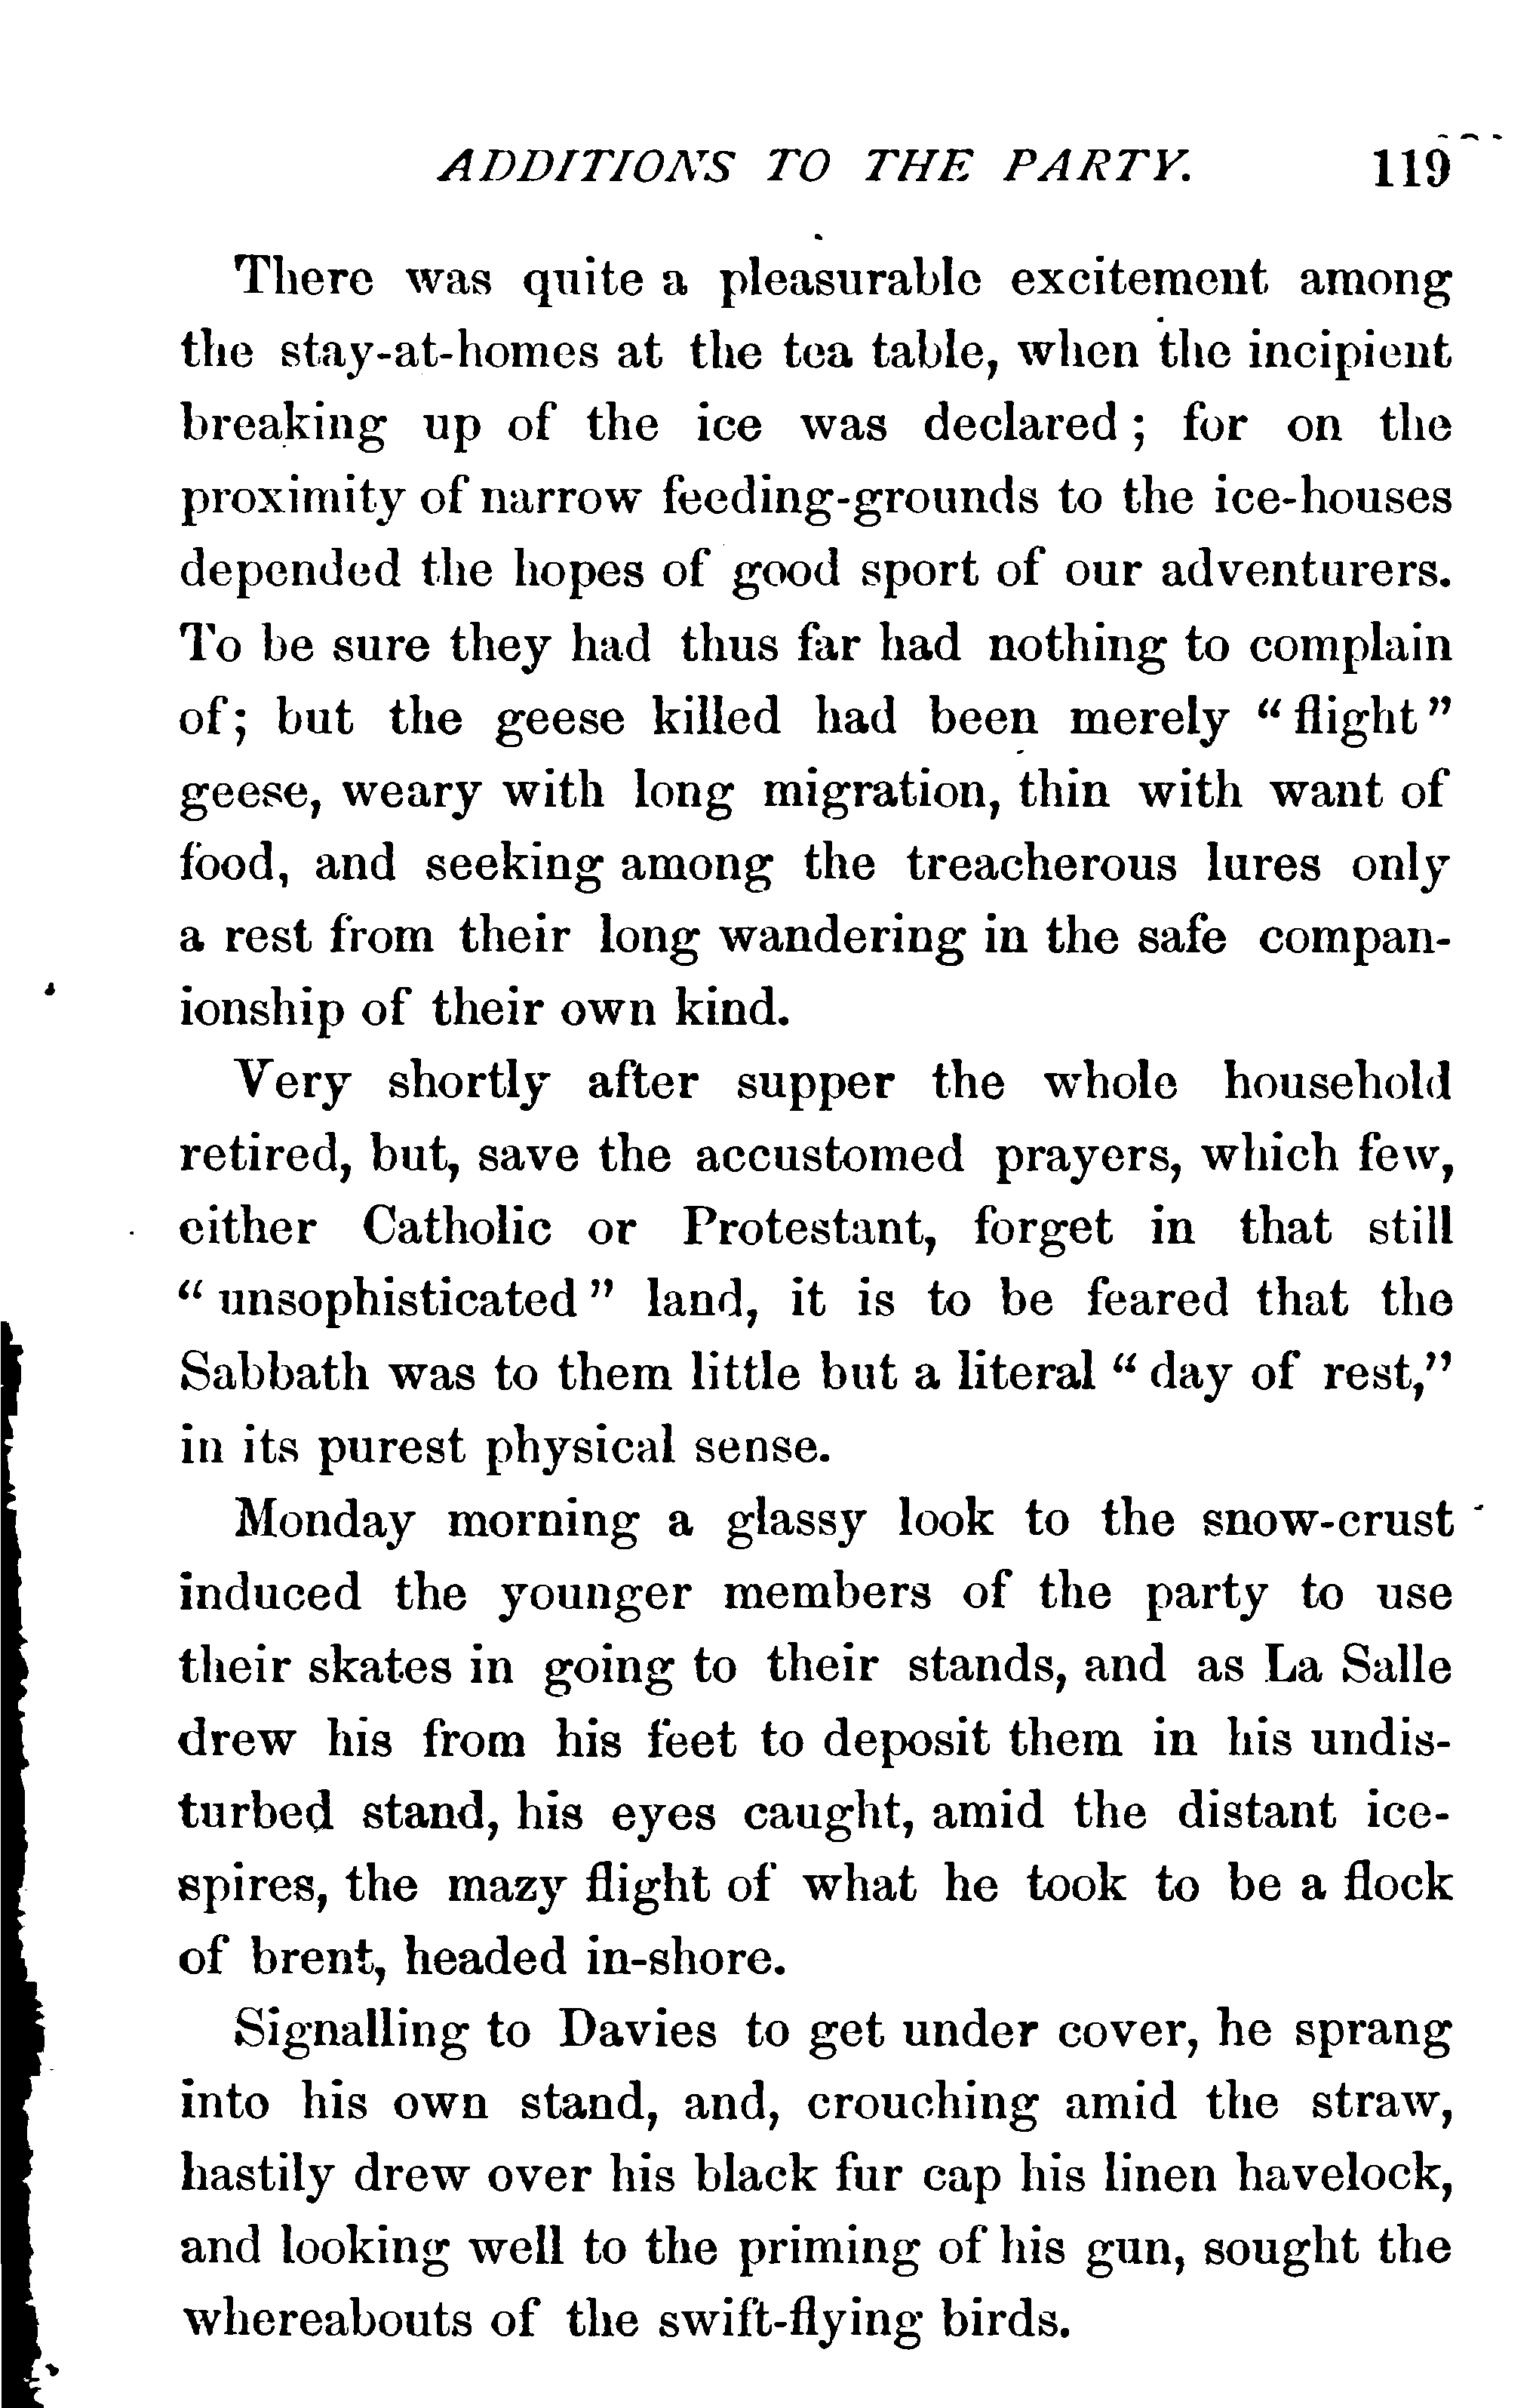 ADDITIONS TO THE PARTY. 119
There was quite a pleasurable excitement among
the stay-at-homes at the tea table, when the incipient
breaking up of the ice was declared; for on the
proximity of narrow feeding-grounds to the ice-houses
depended the hopes of good sport of our adventurers.
To be sure they had thus far had nothing to complain
of; but the geese killed had been merely "flight"
geese, weary with long migration, thin with want of
food, and seeking among the treacherous lures only
a rest from their long wandering in the safe compan-
ionship of their own kind.
Very shortly after supper the whole household
retired, but, save the accustomed prayers, which few,
either Catholic or Protestant, forget in that still
"unsophisticated" land, it is to be feared that the
Sabbath was to them little but a literal "day of rest,"
in its purest physical sense.
Monday morning a glassy look to the snow-crust
induced the younger members of the party to use
their skates in going to their stands, and as La Salle
drew his from his feet to deposit them in his undis-
turbed stand, his eyes caught, amid the distant ice-
spires, the mazy flight of what he took to be a flock
of brent, headed in-shore.
Signalling to Davies to get under cover, he sprang
into his own stand, and, crouching amid the straw,
hastily drew over his black fur cap his linen havelock,
and looking well to the priming of his gun, sought the
whereabouts of the swift-flying birds.